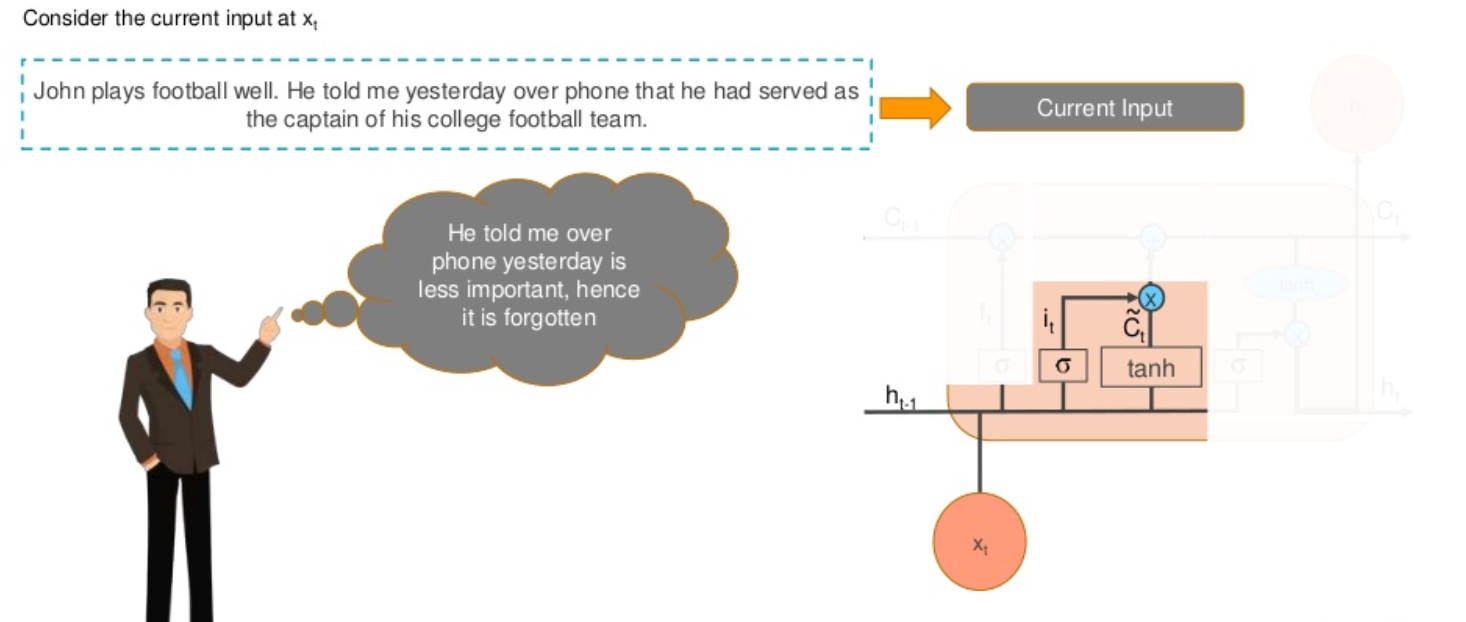 Consider the current input at xₜ
John plays football well. He told me yesterday over phone that he had served as
the captain of his college football team.
Current Input
He told me over
phone yesterday is
less important, hence
it is forgotten
hₜ
Cₜ₋₁
Cₜ
x
+
tanh
fₜ
iₜ
x
C̃ₜ
x
σ
σ
tanh
σ
hₜ₋₁
hₜ
xₜ